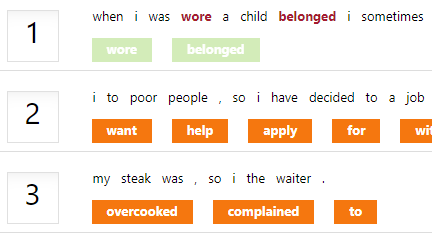 1
when i was wore a child belonged i sometimes
wore belonged
2
i to poor people , so i have decided to a job
want help apply for
3
my steak was , so i the waiter .
overcooked complained to